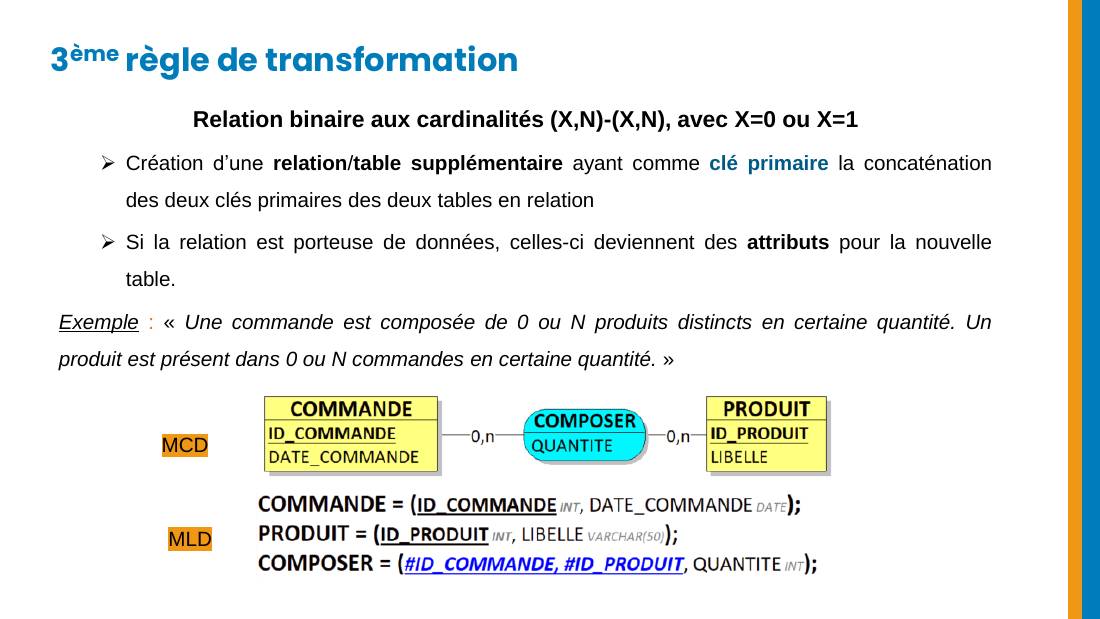 3ème règle de transformation
Relation binaire aux cardinalités (X,N)-(X,N), avec X=0 ou X=1
➢ Création d’une relation/table supplémentaire ayant comme clé primaire la concaténation
des deux clés primaires des deux tables en relation
➢ Si la relation est porteuse de données, celles-ci deviennent des attributs pour la nouvelle
table.
Exemple : « Une commande est composée de 0 ou N produits distincts en certaine quantité. Un
produit est présent dans 0 ou N commandes en certaine quantité. »
MCD
COMMANDE
ID_COMMANDE
DATE_COMMANDE
0,n
COMPOSER
QUANTITE
0,n
PRODUIT
ID_PRODUIT
LIBELLE
MLD
COMMANDE = (ID_COMMANDE INT, DATE_COMMANDE DATE);
PRODUIT = (ID_PRODUIT INT, LIBELLE VARCHAR(50));
COMPOSER = (#ID_COMMANDE, #ID_PRODUIT, QUANTITE INT);